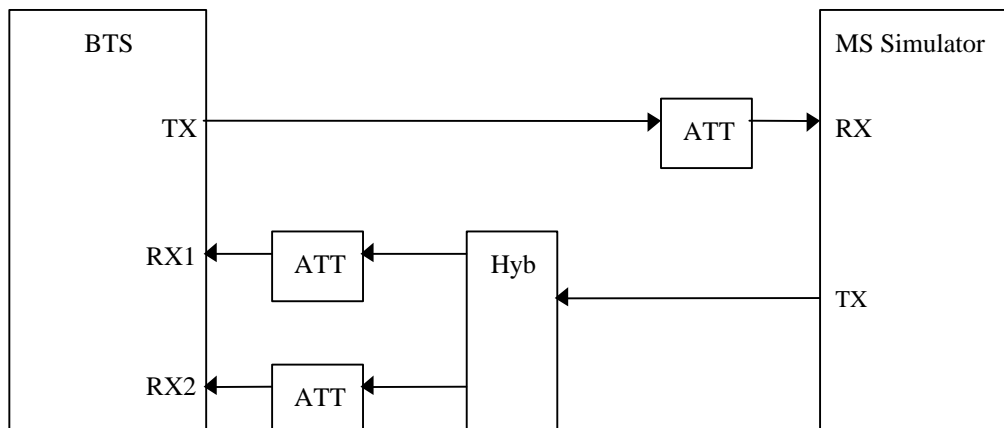 BTS
MS Simulator
TX
ATT
RX
RX1
ATT
Hyb
TX
RX2
ATT